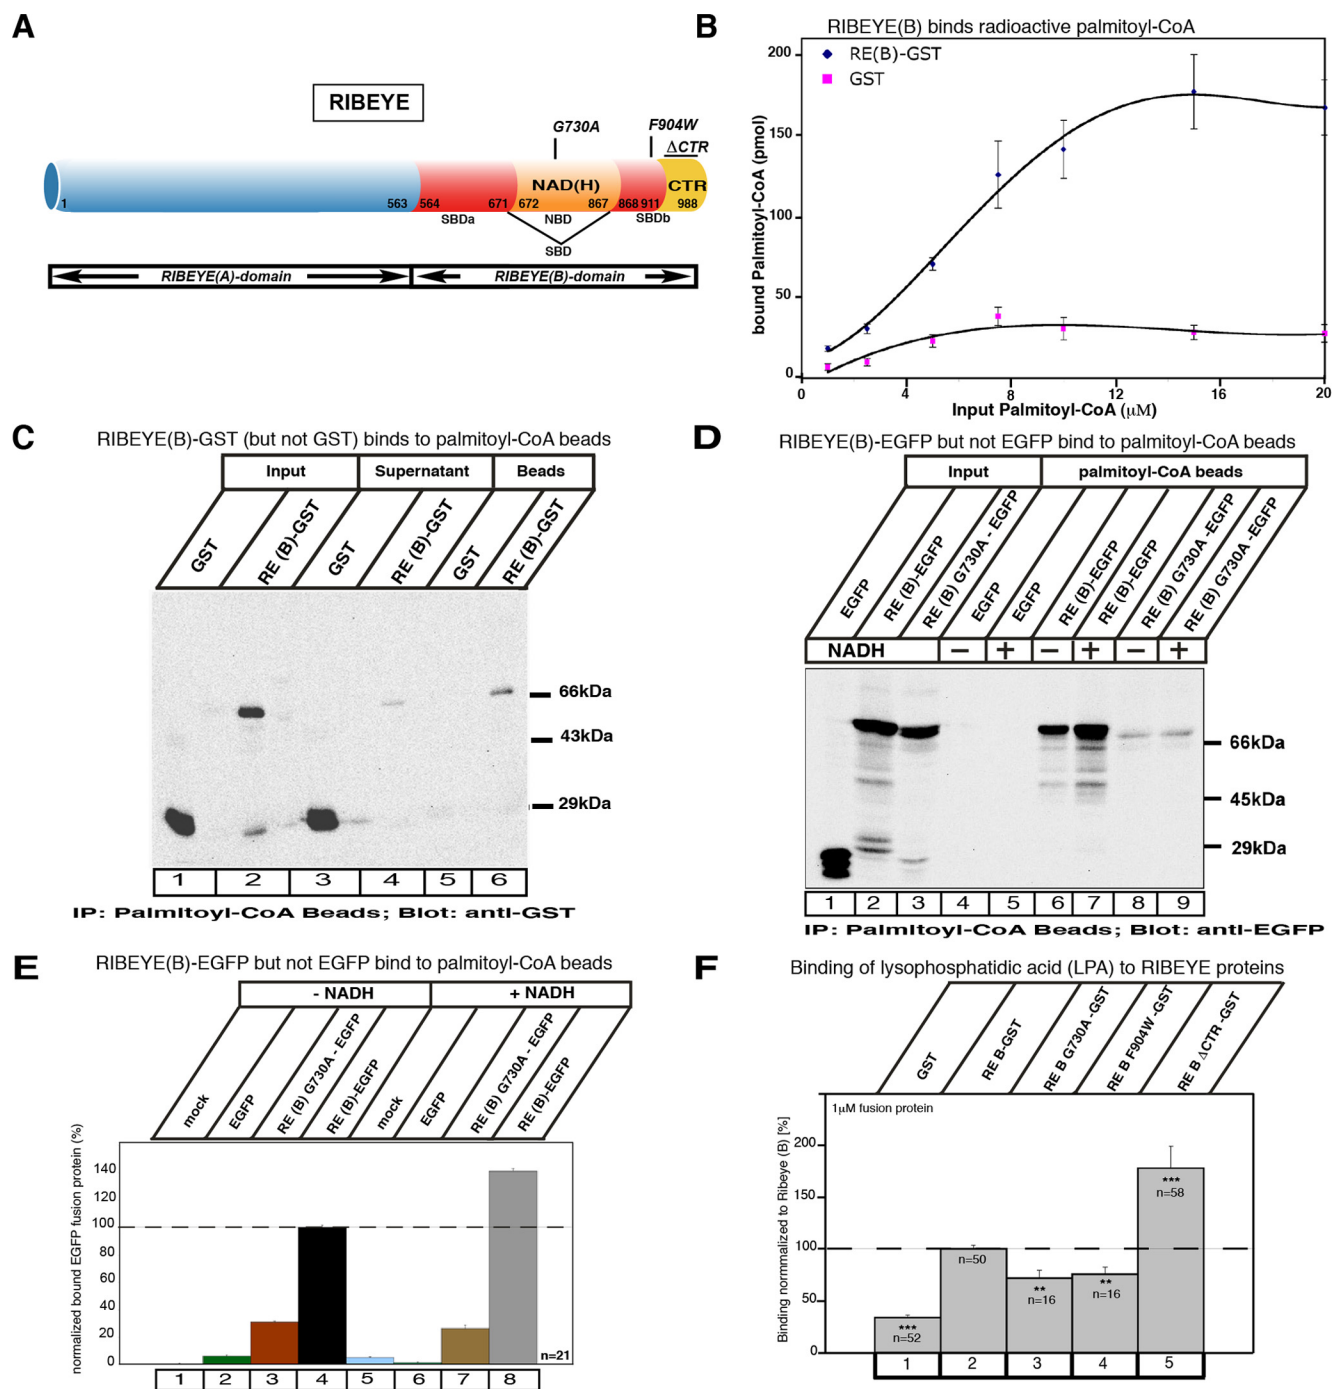 A
RIBEYE
G730A
F904W
ΔCTR
NAD(H)
CTR
1
563
564
671
672
867
868
911
988
SBDa
NBD
SBDb
SBD
RIBEYE(A)-domain
RIBEYE(B)-domain
B
RIBEYE(B) binds radioactive palmitoyl-CoA
RE(B)-GST
GST
bound Palmitoyl-CoA (pmol)
200
150
100
50
0
0
4
8
12
16
20
Input Palmitoyl-CoA (µM)
C
RIBEYE(B)-GST (but not GST) binds to palmitoyl-CoA beads
Input
Supernatant
Beads
GST
RE (B)-GST
GST
RE (B)-GST
GST
RE (B)-GST
66kDa
43kDa
29kDa
1
2
3
4
5
6
IP: Palmitoyl-CoA Beads; Blot: anti-GST
D
RIBEYE(B)-EGFP but not EGFP bind to palmitoyl-CoA beads
Input
palmitoyl-CoA beads
EGFP
RE (B)-EGFP
RE (B) G730A - EGFP
EGFP
EGFP
RE (B)-EGFP
RE (B)-EGFP
RE (B) G730A -EGFP
RE (B) G730A -EGFP
NADH
−
+
−
+
−
+
66kDa
45kDa
29kDa
1
2
3
4
5
6
7
8
9
IP: Palmitoyl-CoA Beads; Blot: anti-EGFP
E
RIBEYE(B)-EGFP but not EGFP bind to palmitoyl-CoA beads
- NADH
+ NADH
mock
EGFP
RE (B) G730A - EGFP
RE (B)-EGFP
mock
EGFP
RE (B) G730A - EGFP
RE (B)-EGFP
normalized bound EGFP fusion protein (%)
140
120
100
80
60
40
20
0
n=21
1
2
3
4
5
6
7
8
F
Binding of lysophosphatidic acid (LPA) to RIBEYE proteins
GST
RE B-GST
RE B G730A -GST
RE B F904W -GST
RE B ΔCTR -GST
1µM fusion protein
Binding normmalized to Ribeye (B) [%]
200
150
100
50
0
***
n=52
n=50
**
n=16
**
n=16
***
n=58
1
2
3
4
5